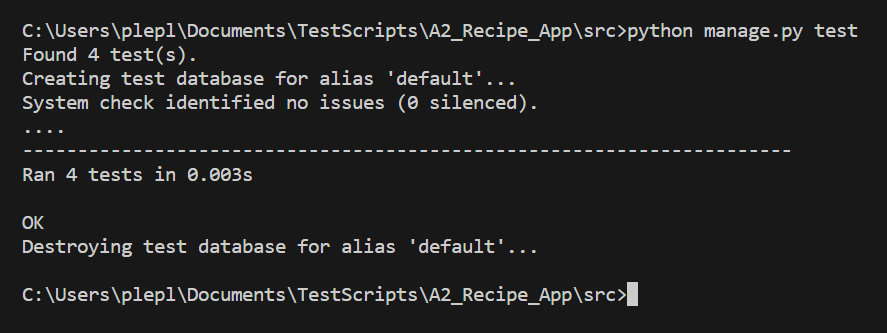 C:\Users\plepl\Documents\TestScripts\A2_Recipe_App\src>python manage.py test
Found 4 test(s).
Creating test database for alias 'default'...
System check identified no issues (0 silenced).
....
----------------------------------------------------------------------
Ran 4 tests in 0.003s
OK
Destroying test database for alias 'default'...
C:\Users\plepl\Documents\TestScripts\A2_Recipe_App\src>